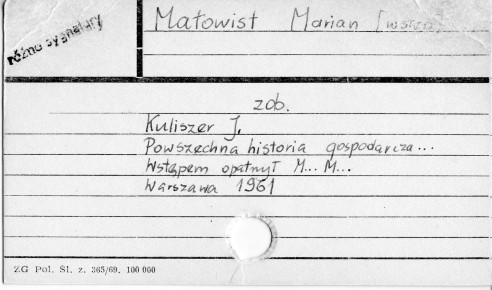 różne sygnatury
Małowist Marian [wstęp]
zob.
Kuliszer J.
Powszechna historia gospodarcza...
Wstępem opatrzył M... M...
Warszawa 1961
ZG Pol. Śl. z. 365/69. 100 000